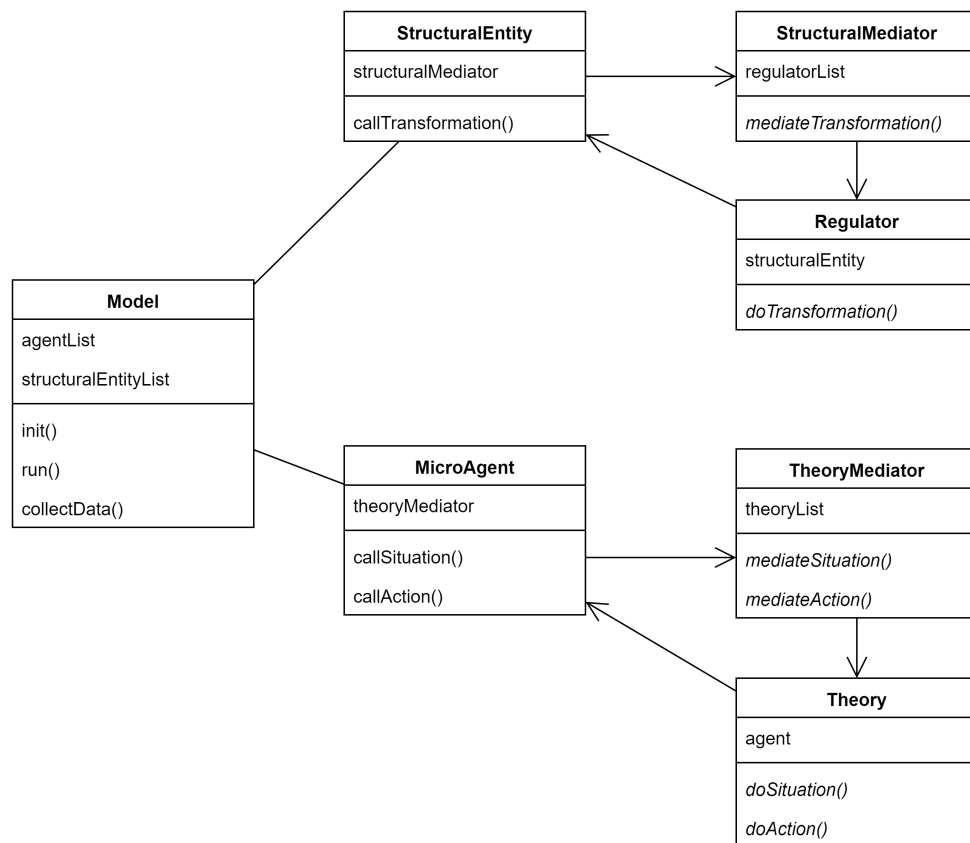 StructuralEntity
structuralMediator
callTransformation()
StructuralMediator
regulatorList
mediateTransformation()
Regulator
structuralEntity
doTransformation()
Model
agentList
structuralEntityList
init()
run()
collectData()
MicroAgent
theoryMediator
callSituation()
callAction()
TheoryMediator
theoryList
mediateSituation()
mediateAction()
Theory
agent
doSituation()
doAction()